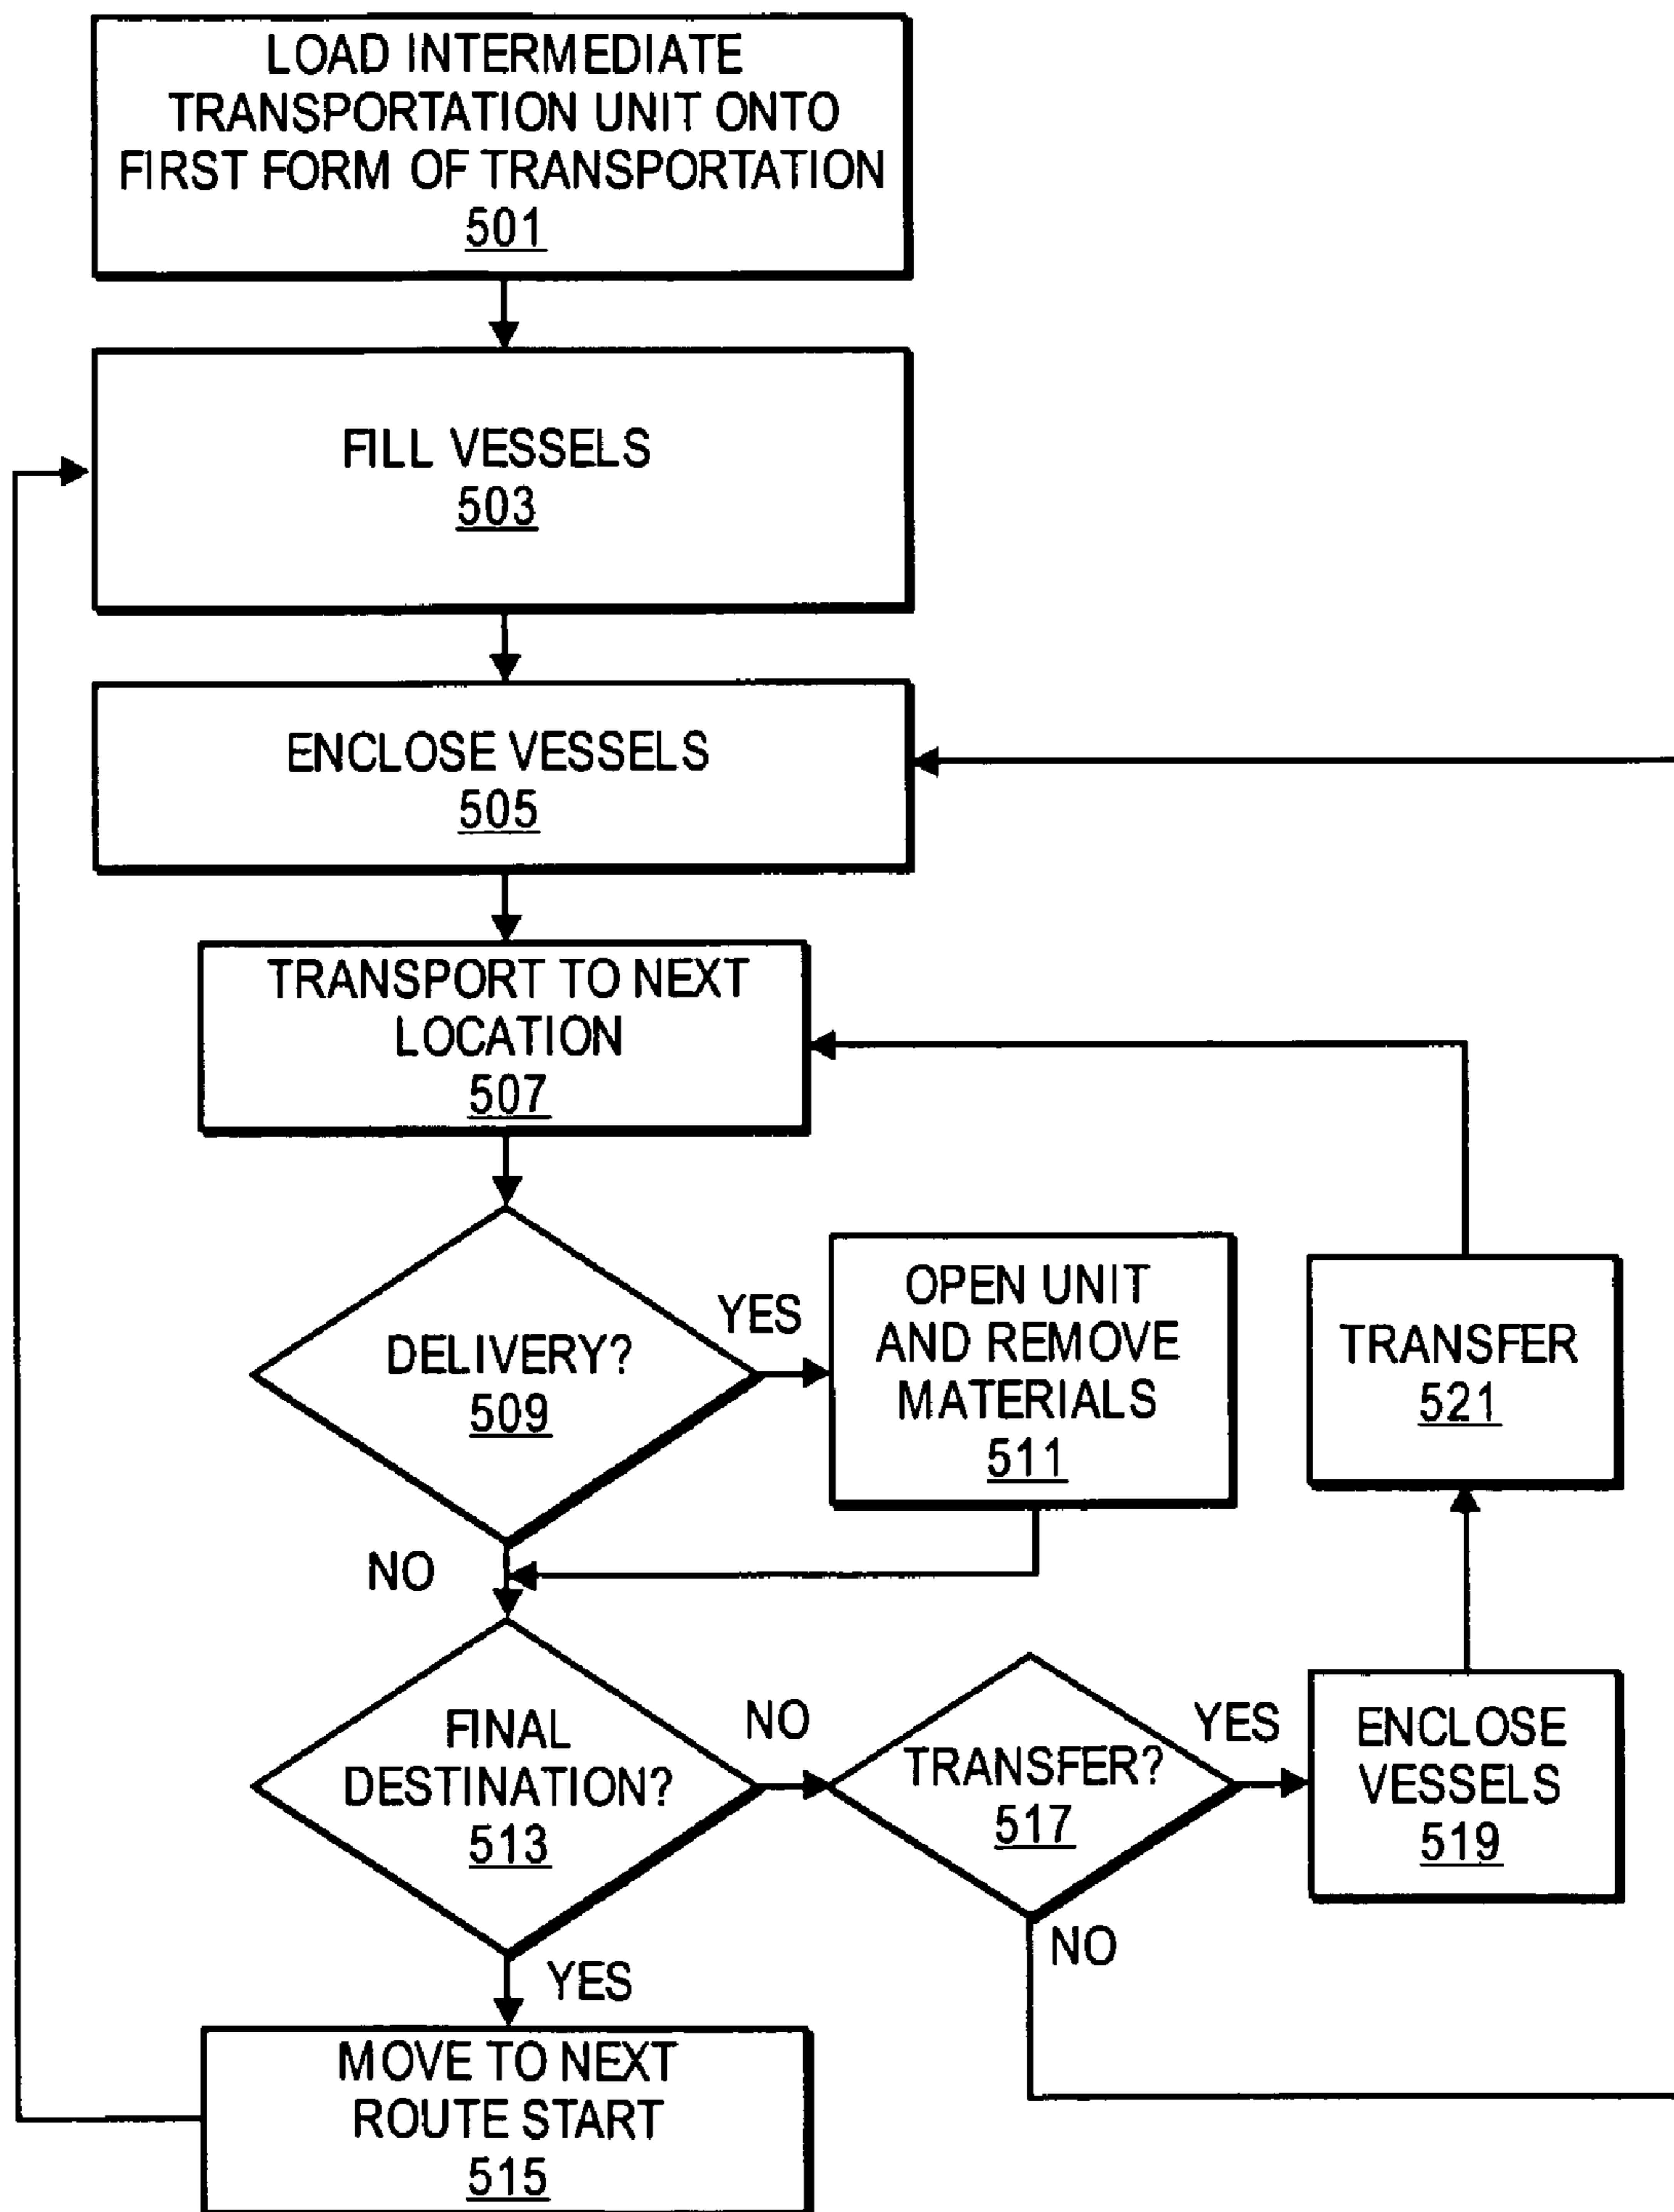 LOAD INTERMEDIATE
TRANSPORTATION UNIT ONTO
FIRST FORM OF TRANSPORTATION
501
FILL VESSELS
503
ENCLOSE VESSELS
505
TRANSPORT TO NEXT
LOCATION
507
DELIVERY?
509
YES
NO
OPEN UNIT
AND REMOVE
MATERIALS
511
TRANSFER
521
FINAL
DESTINATION?
513
NO
YES
TRANSFER?
517
YES
NO
ENCLOSE
VESSELS
519
MOVE TO NEXT
ROUTE START
515